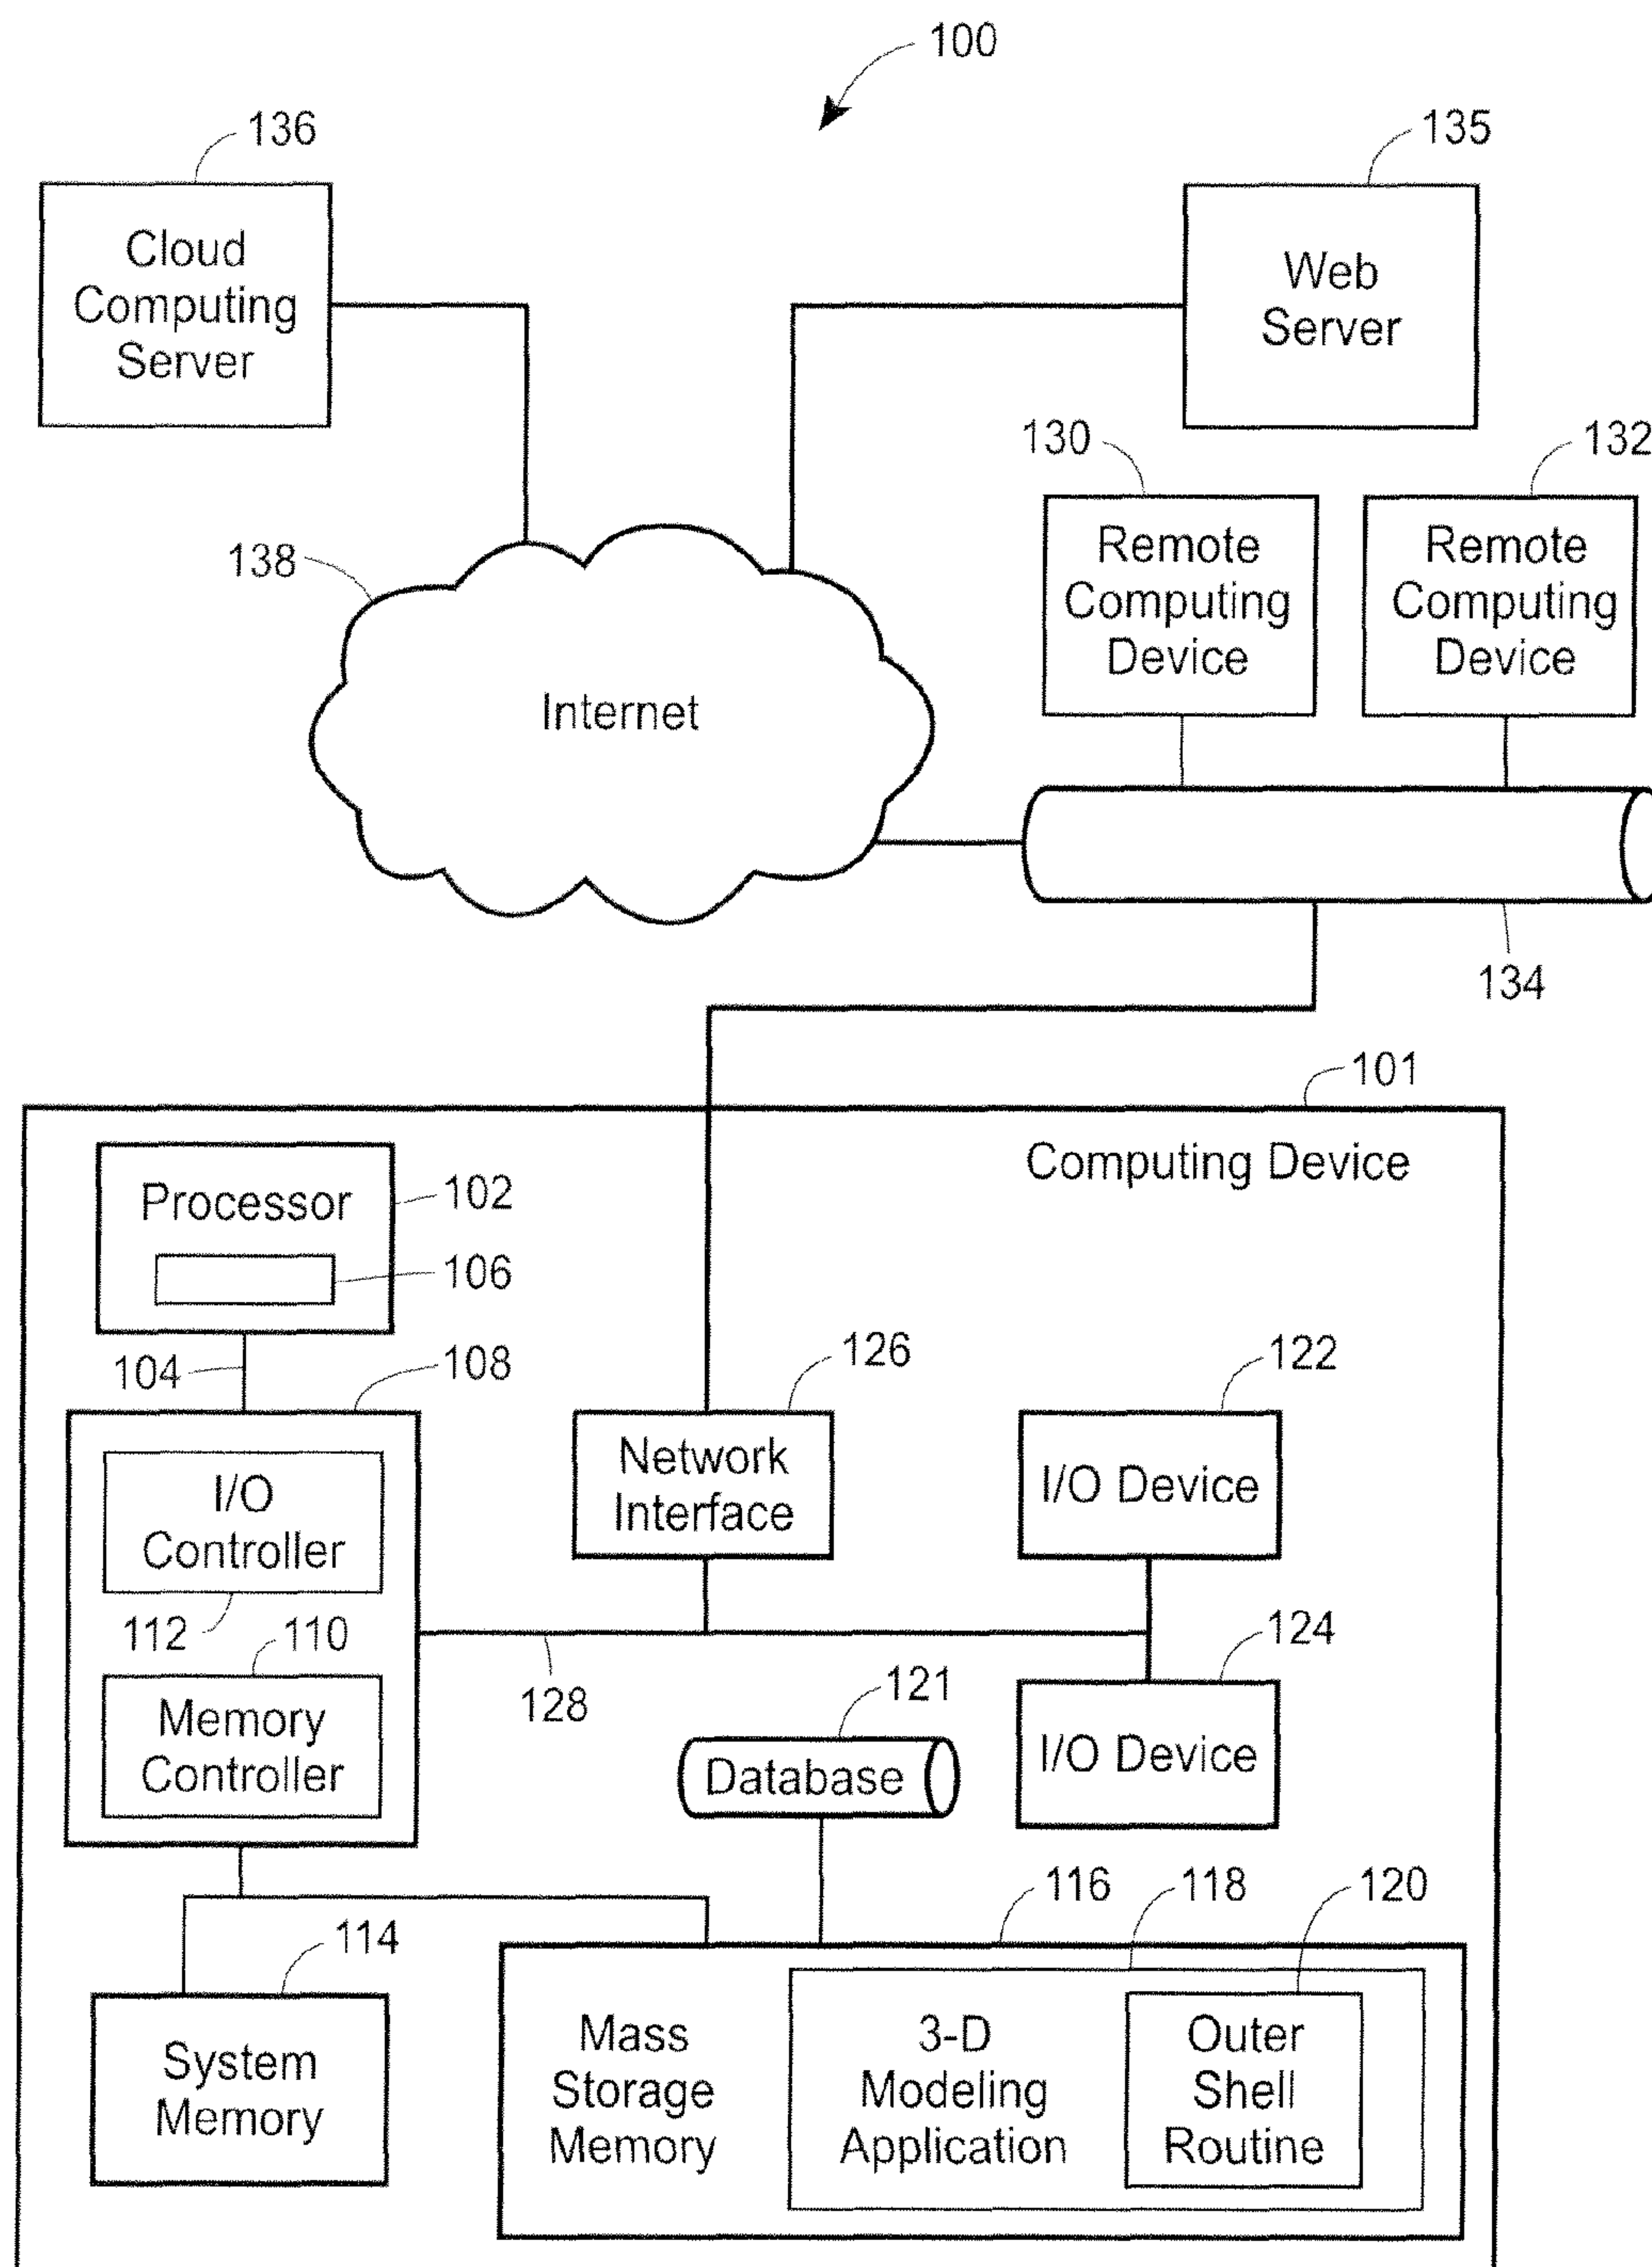 100
136
135
Cloud
Computing
Server
Web
Server
130
132
138
Remote
Computing
Device
Remote
Computing
Device
Internet
134
101
Computing Device
Processor
102
106
104
108
126
122
I/O
Controller
Network
Interface
I/O Device
112
110
128
124
Memory
Controller
121
Database
I/O Device
116
118
120
114
System
Memory
Mass
Storage
Memory
3-D
Modeling
Application
Outer
Shell
Routine